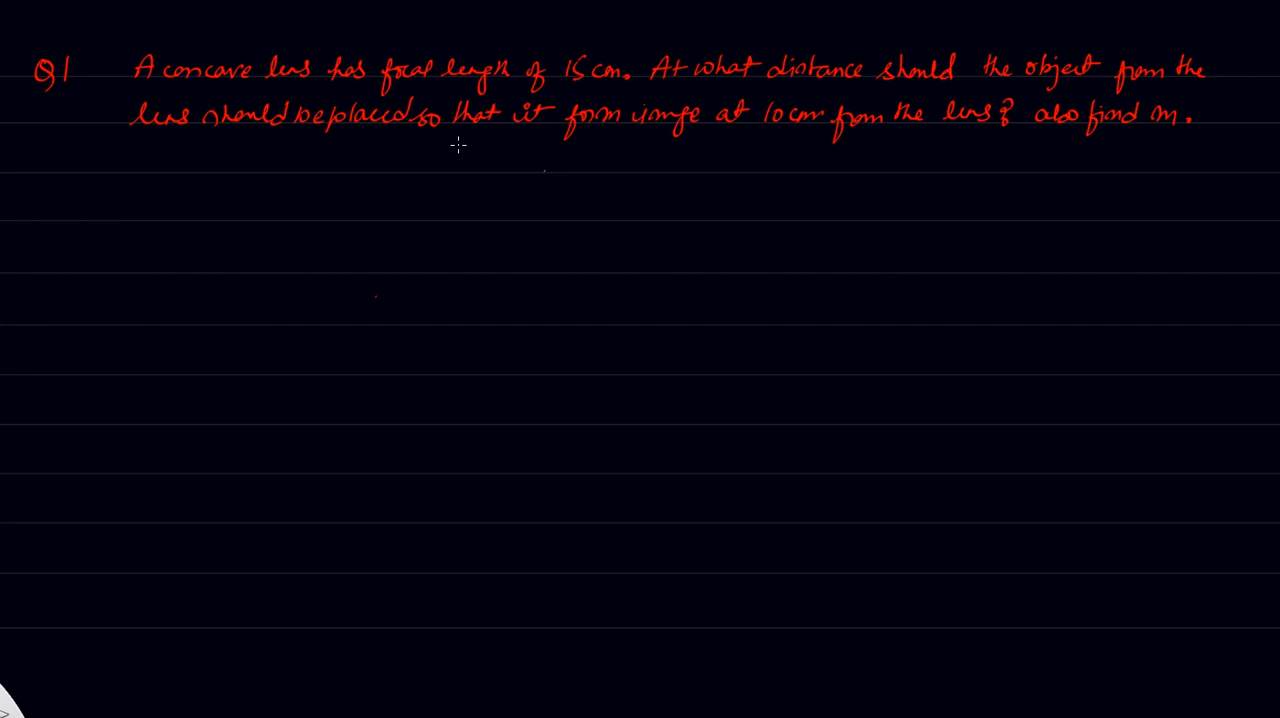 Q1 A concave lens has focal length of 15 cm. At what distance should the object from the
lens should be placed so that it form image at 10 cm from the lens? also find m.